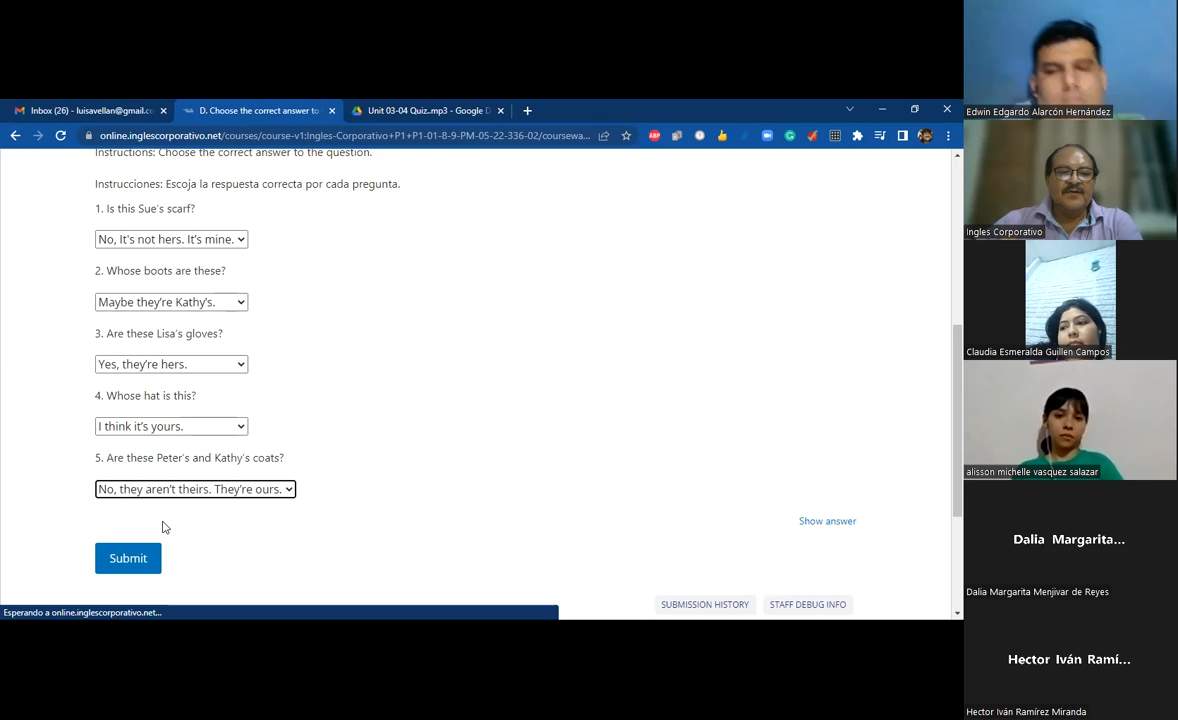 Inbox (26) - luisavellan@gmail.cc
D. Choose the correct answer to
Unit 03-04 Quiz..mp3 - Google D
online.inglescorporativo.net/courses/course-v1:Ingles-Corporativo+P1+P1-01-8-9-PM-05-22-336-02/coursewa...
Instructions: Choose the correct answer to the question.
Instrucciones: Escoja la respuesta correcta por cada pregunta.
1. Is this Sue's scarf?
No, It's not hers. It's mine.
2. Whose boots are these?
Maybe they're Kathy's.
3. Are these Lisa's gloves?
Yes, they're hers.
4. Whose hat is this?
I think it's yours.
5. Are these Peter's and Kathy's coats?
No, they aren't theirs. They're ours.
Show answer
Submit
SUBMISSION HISTORY
STAFF DEBUG INFO
Esperando a online.inglescorporativo.net...
Edwin Edgardo Alarcón Hernández
Ingles Corporativo
Claudia Esmeralda Guillen Campos
alisson michelle vasquez salazar
Dalia Margarita...
Dalia Margarita Menjivar de Reyes
Hector Iván Ramí...
Hector Iván Ramírez Miranda